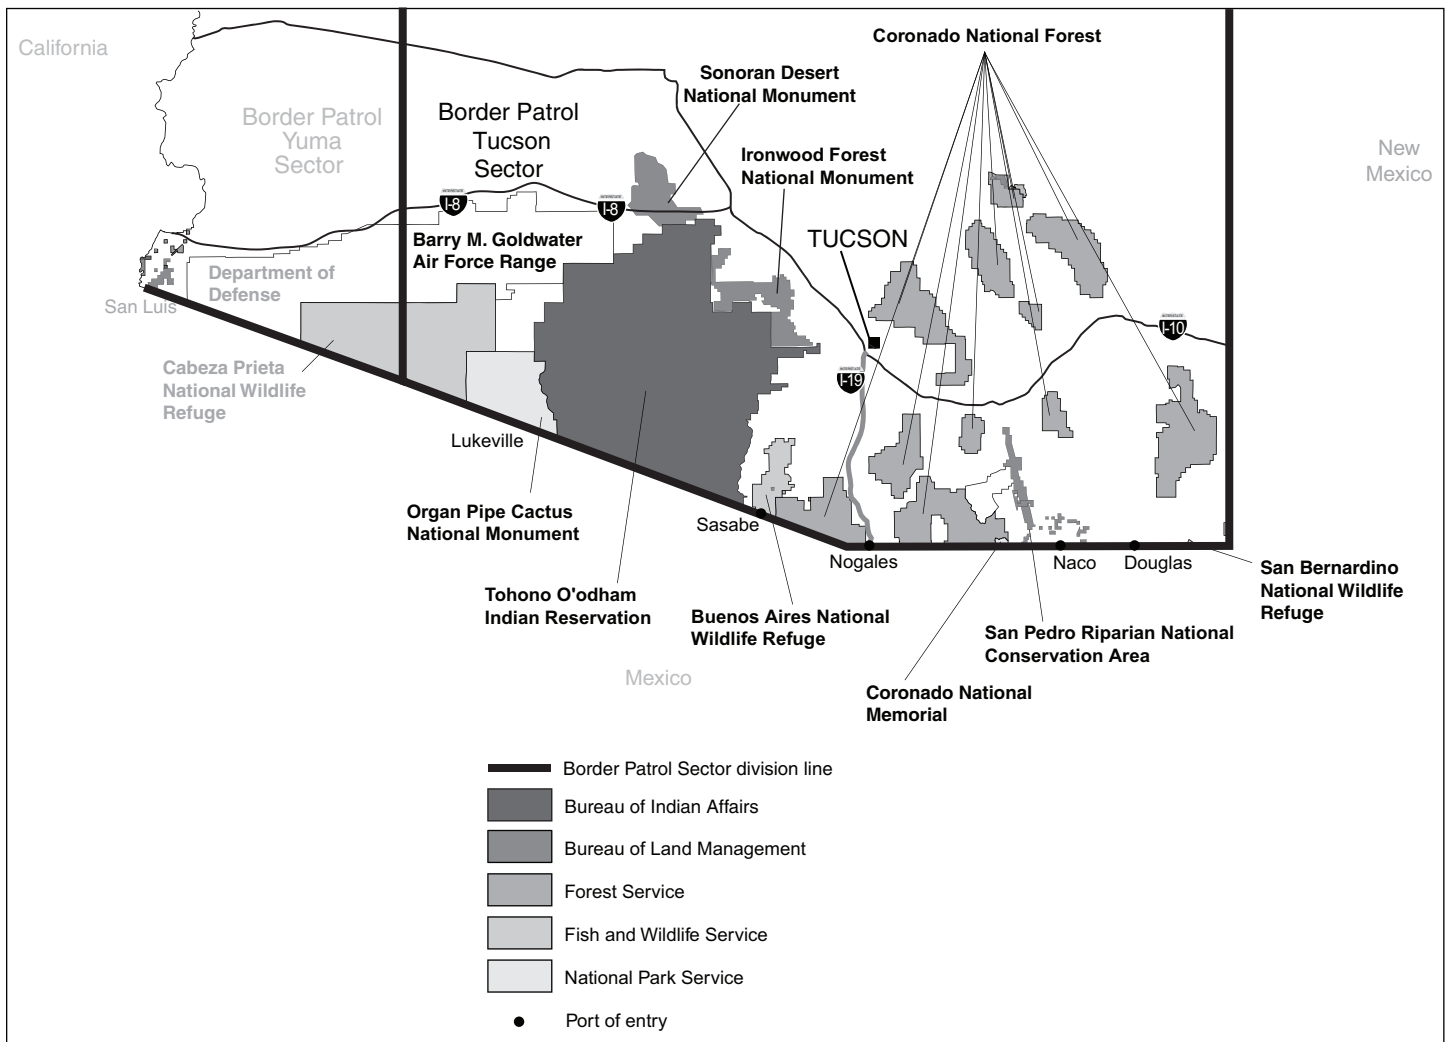 California
Coronado National Forest
Sonoran Desert
National Monument
Border Patrol
Yuma
Sector
Border Patrol
Tucson
Sector
New
Mexico
Ironwood Forest
National Monument
INTERSTATE
I-8
INTERSTATE
I-8
TUCSON
Barry M. Goldwater
Air Force Range
Department of
Defense
San Luis
INTERSTATE
I-10
Cabeza Prieta
National Wildlife
Refuge
INTERSTATE
I-19
Lukeville
Organ Pipe Cactus
National Monument
Sasabe
Nogales
Naco
Douglas
San Bernardino
National Wildlife
Refuge
Tohono O'odham
Indian Reservation
Buenos Aires National
Wildlife Refuge
San Pedro Riparian National
Conservation Area
Mexico
Coronado National
Memorial
Border Patrol Sector division line
Bureau of Indian Affairs
Bureau of Land Management
Forest Service
Fish and Wildlife Service
National Park Service
Port of entry